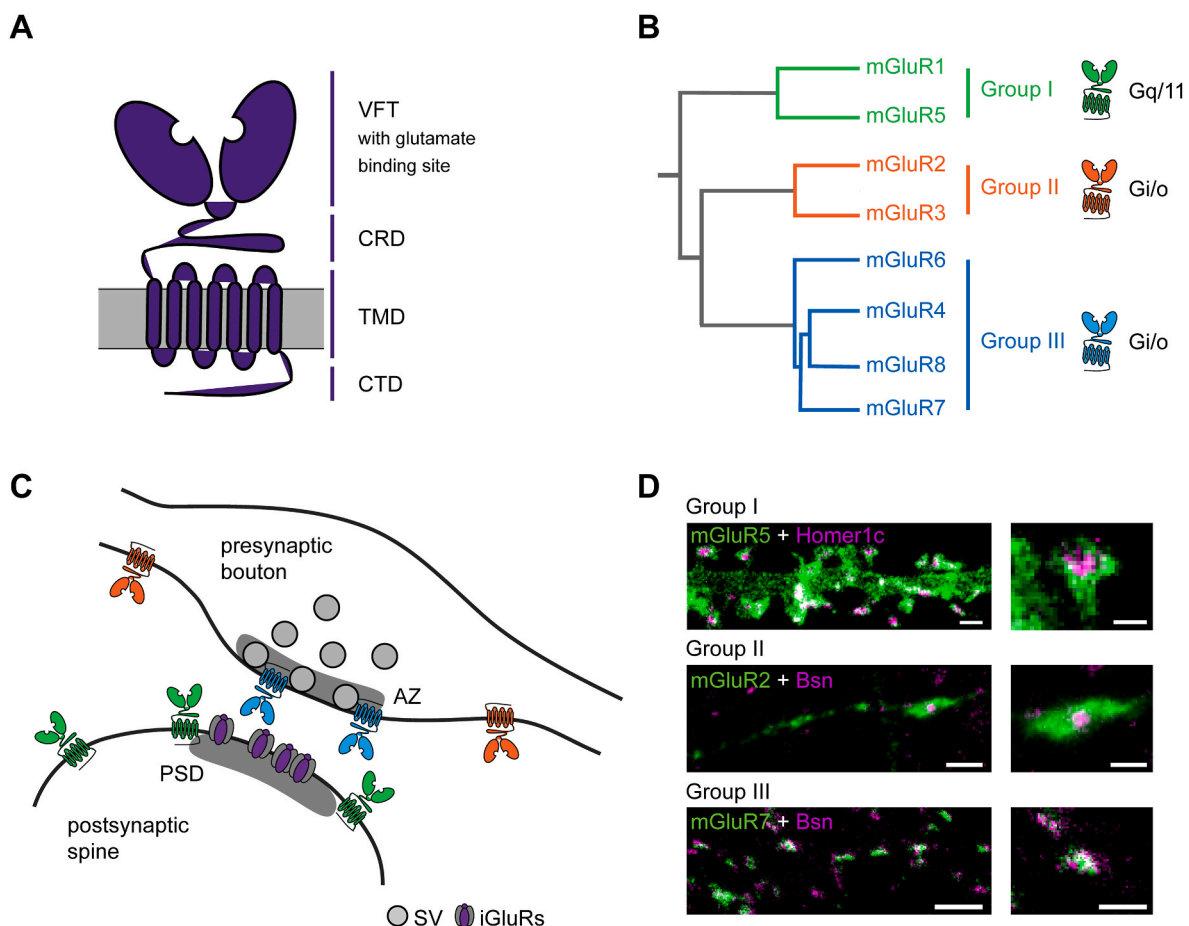 A
VFT
with glutamate
binding site
CRD
TMD
CTD
B
mGluR1
mGluR5
mGluR2
mGluR3
mGluR6
mGluR4
mGluR8
mGluR7
Group I
Group II
Group III
Gq/11
Gi/o
Gi/o
C
presynaptic
bouton
AZ
PSD
postsynaptic
spine
SV
iGluRs
D
Group I
mGluR5 + Homer1c
Group II
mGluR2 + Bsn
Group III
mGluR7 + Bsn